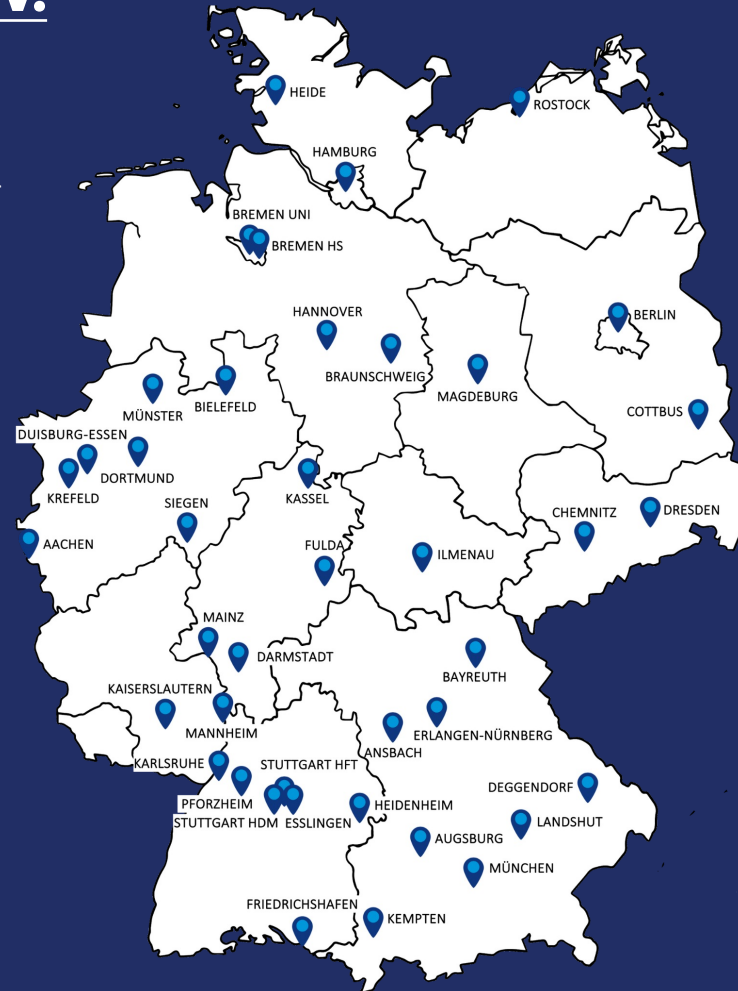 V.
HEIDE
ROSTOCK
HAMBURG
BREMEN UNI
BREMEN HS
HANNOVER
BERLIN
BRAUNSCHWEIG
MAGDEBURG
MÜNSTER
BIELEFELD
COTTBUS
DUISBURG-ESSEN
DORTMUND
KREFELD
KASSEL
SIEGEN
CHEMNITZ
DRESDEN
AACHEN
FULDA
ILMENAU
MAINZ
DARMSTADT
BAYREUTH
KAISERSLAUTERN
MANNHEIM
ERLANGEN-NÜRNBERG
ANSBACH
KARLSRUHE
STUTTGART HFT
DEGGENDORF
PFORZHEIM
HEIDENHEIM
STUTTGART HDM
ESSLINGEN
LANDSHUT
AUGSBURG
MÜNCHEN
FRIEDRICHSHAFEN
KEMPTEN